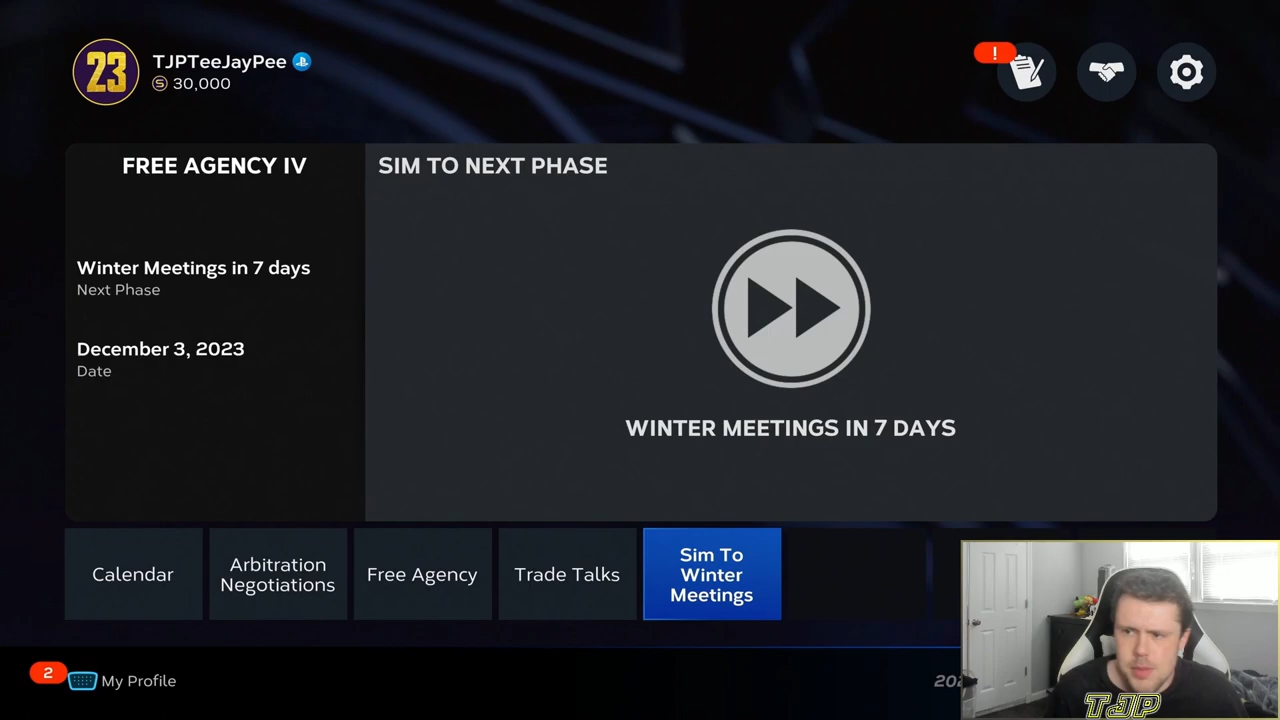 23
TJPTeeJayPee
S 30,000
!
FREE AGENCY IV
SIM TO NEXT PHASE
Winter Meetings in 7 days
Next Phase
December 3, 2023
Date
WINTER MEETINGS IN 7 DAYS
Calendar
Arbitration
Negotiations
Free Agency
Trade Talks
Sim To
Winter
Meetings
2
My Profile
TJP